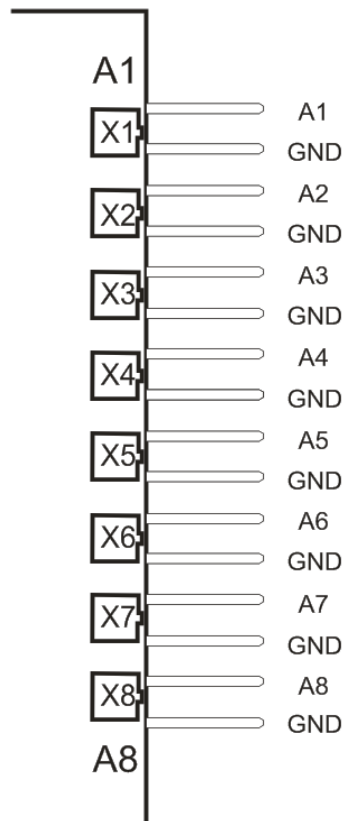 A1
X1
A1
GND
X2
A2
GND
X3
A3
GND
X4
A4
GND
X5
A5
GND
X6
A6
GND
X7
A7
GND
X8
A8
GND
A8